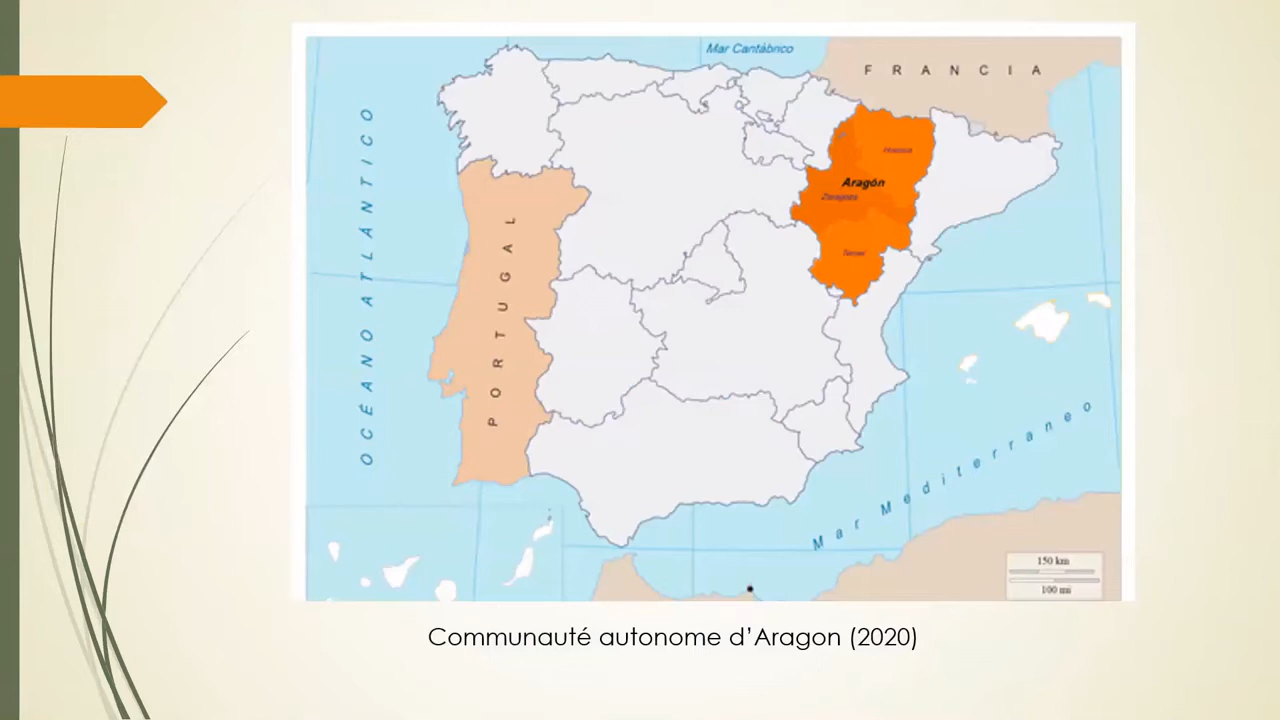 Mar Cantábrico
F R A N C I A
OCÉANO ATLÁNTICO
PORTUGAL
Huesca
Aragón
Zaragoza
Teruel
Mar Mediterraneo
150 km
100 mi
Communauté autonome d’Aragon (2020)